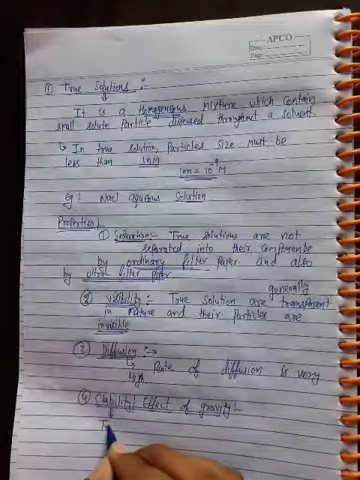 APCO
Date:
Page:
① True Solutions :-
It is a Homogeneous mixture which contain
small solute particle dispersed throughout a solvent
↳ In true solution, particles size must be
less than 1nm
1nm = 10⁻⁹ M
eg: Nacl aqueous solution
Properties:
① Separation:- True solutions are not
separated into their components
by ordinary filter paper and also
by ultra filter paper.
② Visibility:- True solution are generally transparent
in nature and their particles are
invisible
③ Diffusion:→
↳ Rate of diffusion is very
High
④ Stability/ Effect of gravity:-
T